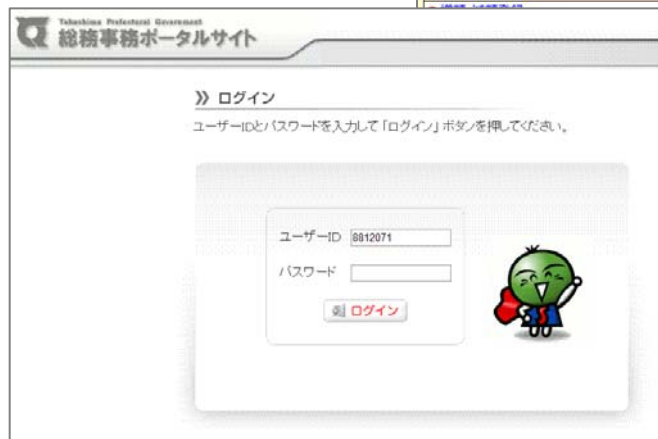 Tokushima Prefectural Government
総務事務ポータルサイト
》 ログイン
ユーザーIDとパスワードを入力して「ログイン」ボタンを押してください。
ユーザーID 8812071
パスワード
ログイン